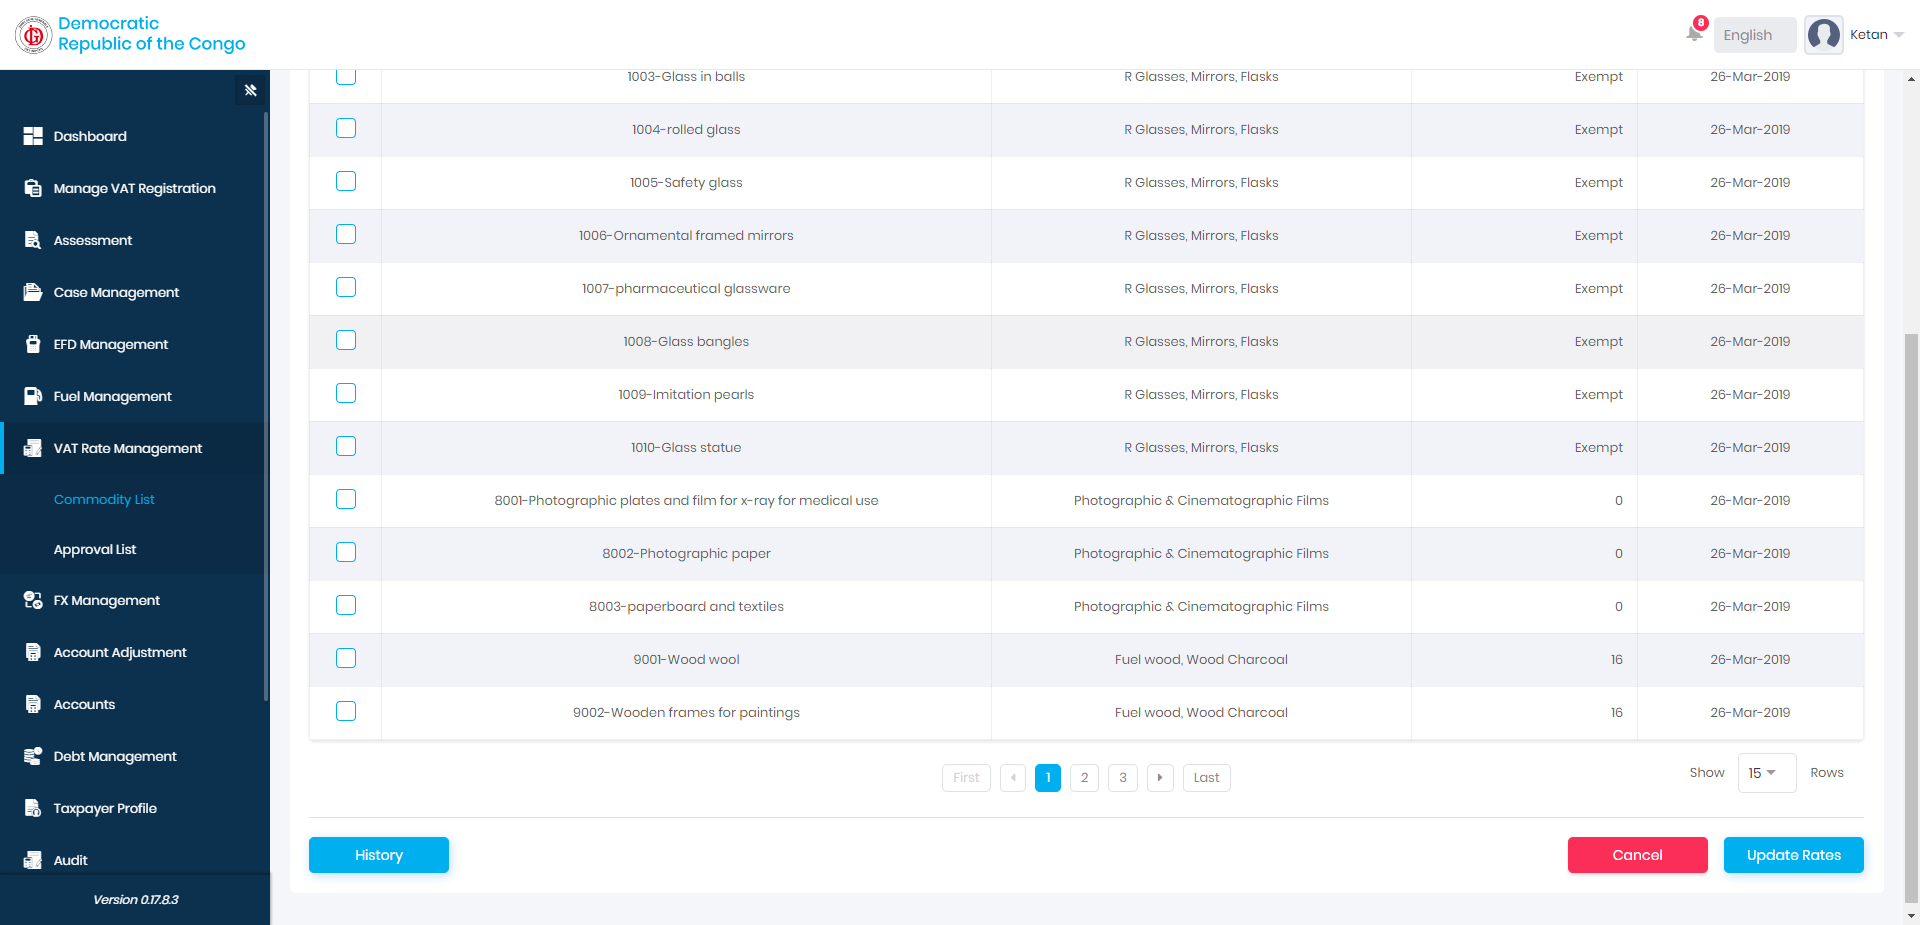 Democratic
Republic of the Congo
8
English
Ketan
Dashboard
Manage VAT Registration
Assessment
Case Management
EFD Management
Fuel Management
VAT Rate Management
Commodity List
Approval List
FX Management
Account Adjustment
Accounts
Debt Management
Taxpayer Profile
Audit
Version 0.17.8.3
1003-Glass in balls R Glasses, Mirrors, Flasks Exempt 26-Mar-2019
1004-rolled glass R Glasses, Mirrors, Flasks Exempt 26-Mar-2019
1005-Safety glass R Glasses, Mirrors, Flasks Exempt 26-Mar-2019
1006-Ornamental framed mirrors R Glasses, Mirrors, Flasks Exempt 26-Mar-2019
1007-pharmaceutical glassware R Glasses, Mirrors, Flasks Exempt 26-Mar-2019
1008-Glass bangles R Glasses, Mirrors, Flasks Exempt 26-Mar-2019
1009-Imitation pearls R Glasses, Mirrors, Flasks Exempt 26-Mar-2019
1010-Glass statue R Glasses, Mirrors, Flasks Exempt 26-Mar-2019
8001-Photographic plates and film for x-ray for medical use Photographic & Cinematographic Films 0 26-Mar-2019
8002-Photographic paper Photographic & Cinematographic Films 0 26-Mar-2019
8003-paperboard and textiles Photographic & Cinematographic Films 0 26-Mar-2019
9001-Wood wool Fuel wood, Wood Charcoal 16 26-Mar-2019
9002-Wooden frames for paintings Fuel wood, Wood Charcoal 16 26-Mar-2019
First 1 2 3 Last
Show 15 Rows
History
Cancel
Update Rates